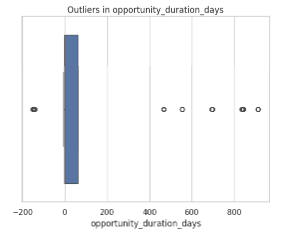 Outliers in opportunity_duration_days
−200 0 200 400 600 800
opportunity_duration_days